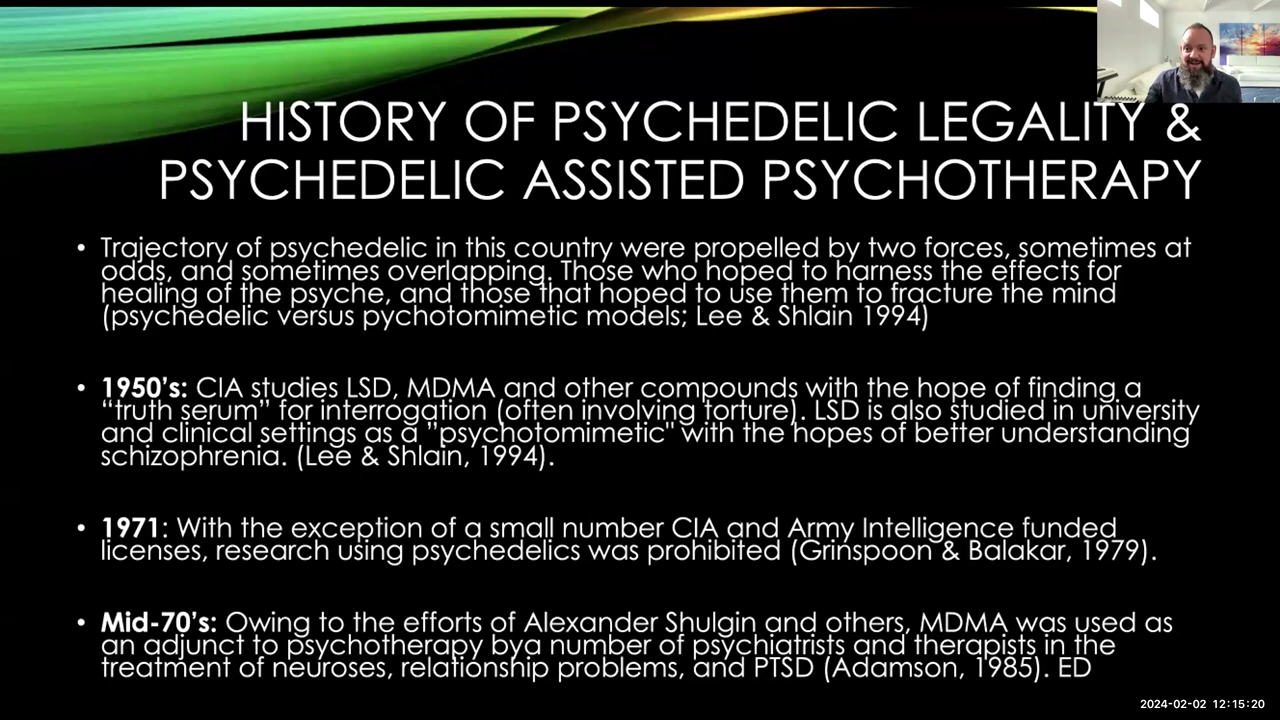 HISTORY OF PSYCHEDELIC LEGALITY &
PSYCHEDELIC ASSISTED PSYCHOTHERAPY
• Trajectory of psychedelic in this country were propelled by two forces, sometimes at
odds, and sometimes overlapping. Those who hoped to harness the effects for
healing of the psyche, and those that hoped to use them to fracture the mind
(psychedelic versus pychotomimetic models; Lee & Shlain 1994)
• 1950’s: CIA studies LSD, MDMA and other compounds with the hope of finding a
“truth serum” for interrogation (often involving torture). LSD is also studied in university
and clinical settings as a ”psychotomimetic" with the hopes of better understanding
schizophrenia. (Lee & Shlain, 1994).
• 1971: With the exception of a small number CIA and Army Intelligence funded
licenses, research using psychedelics was prohibited (Grinspoon & Balakar, 1979).
• Mid-70’s: Owing to the efforts of Alexander Shulgin and others, MDMA was used as
an adjunct to psychotherapy bya number of psychiatrists and therapists in the
treatment of neuroses, relationship problems, and PTSD (Adamson, 1985). ED
2024-02-02 12:15:20